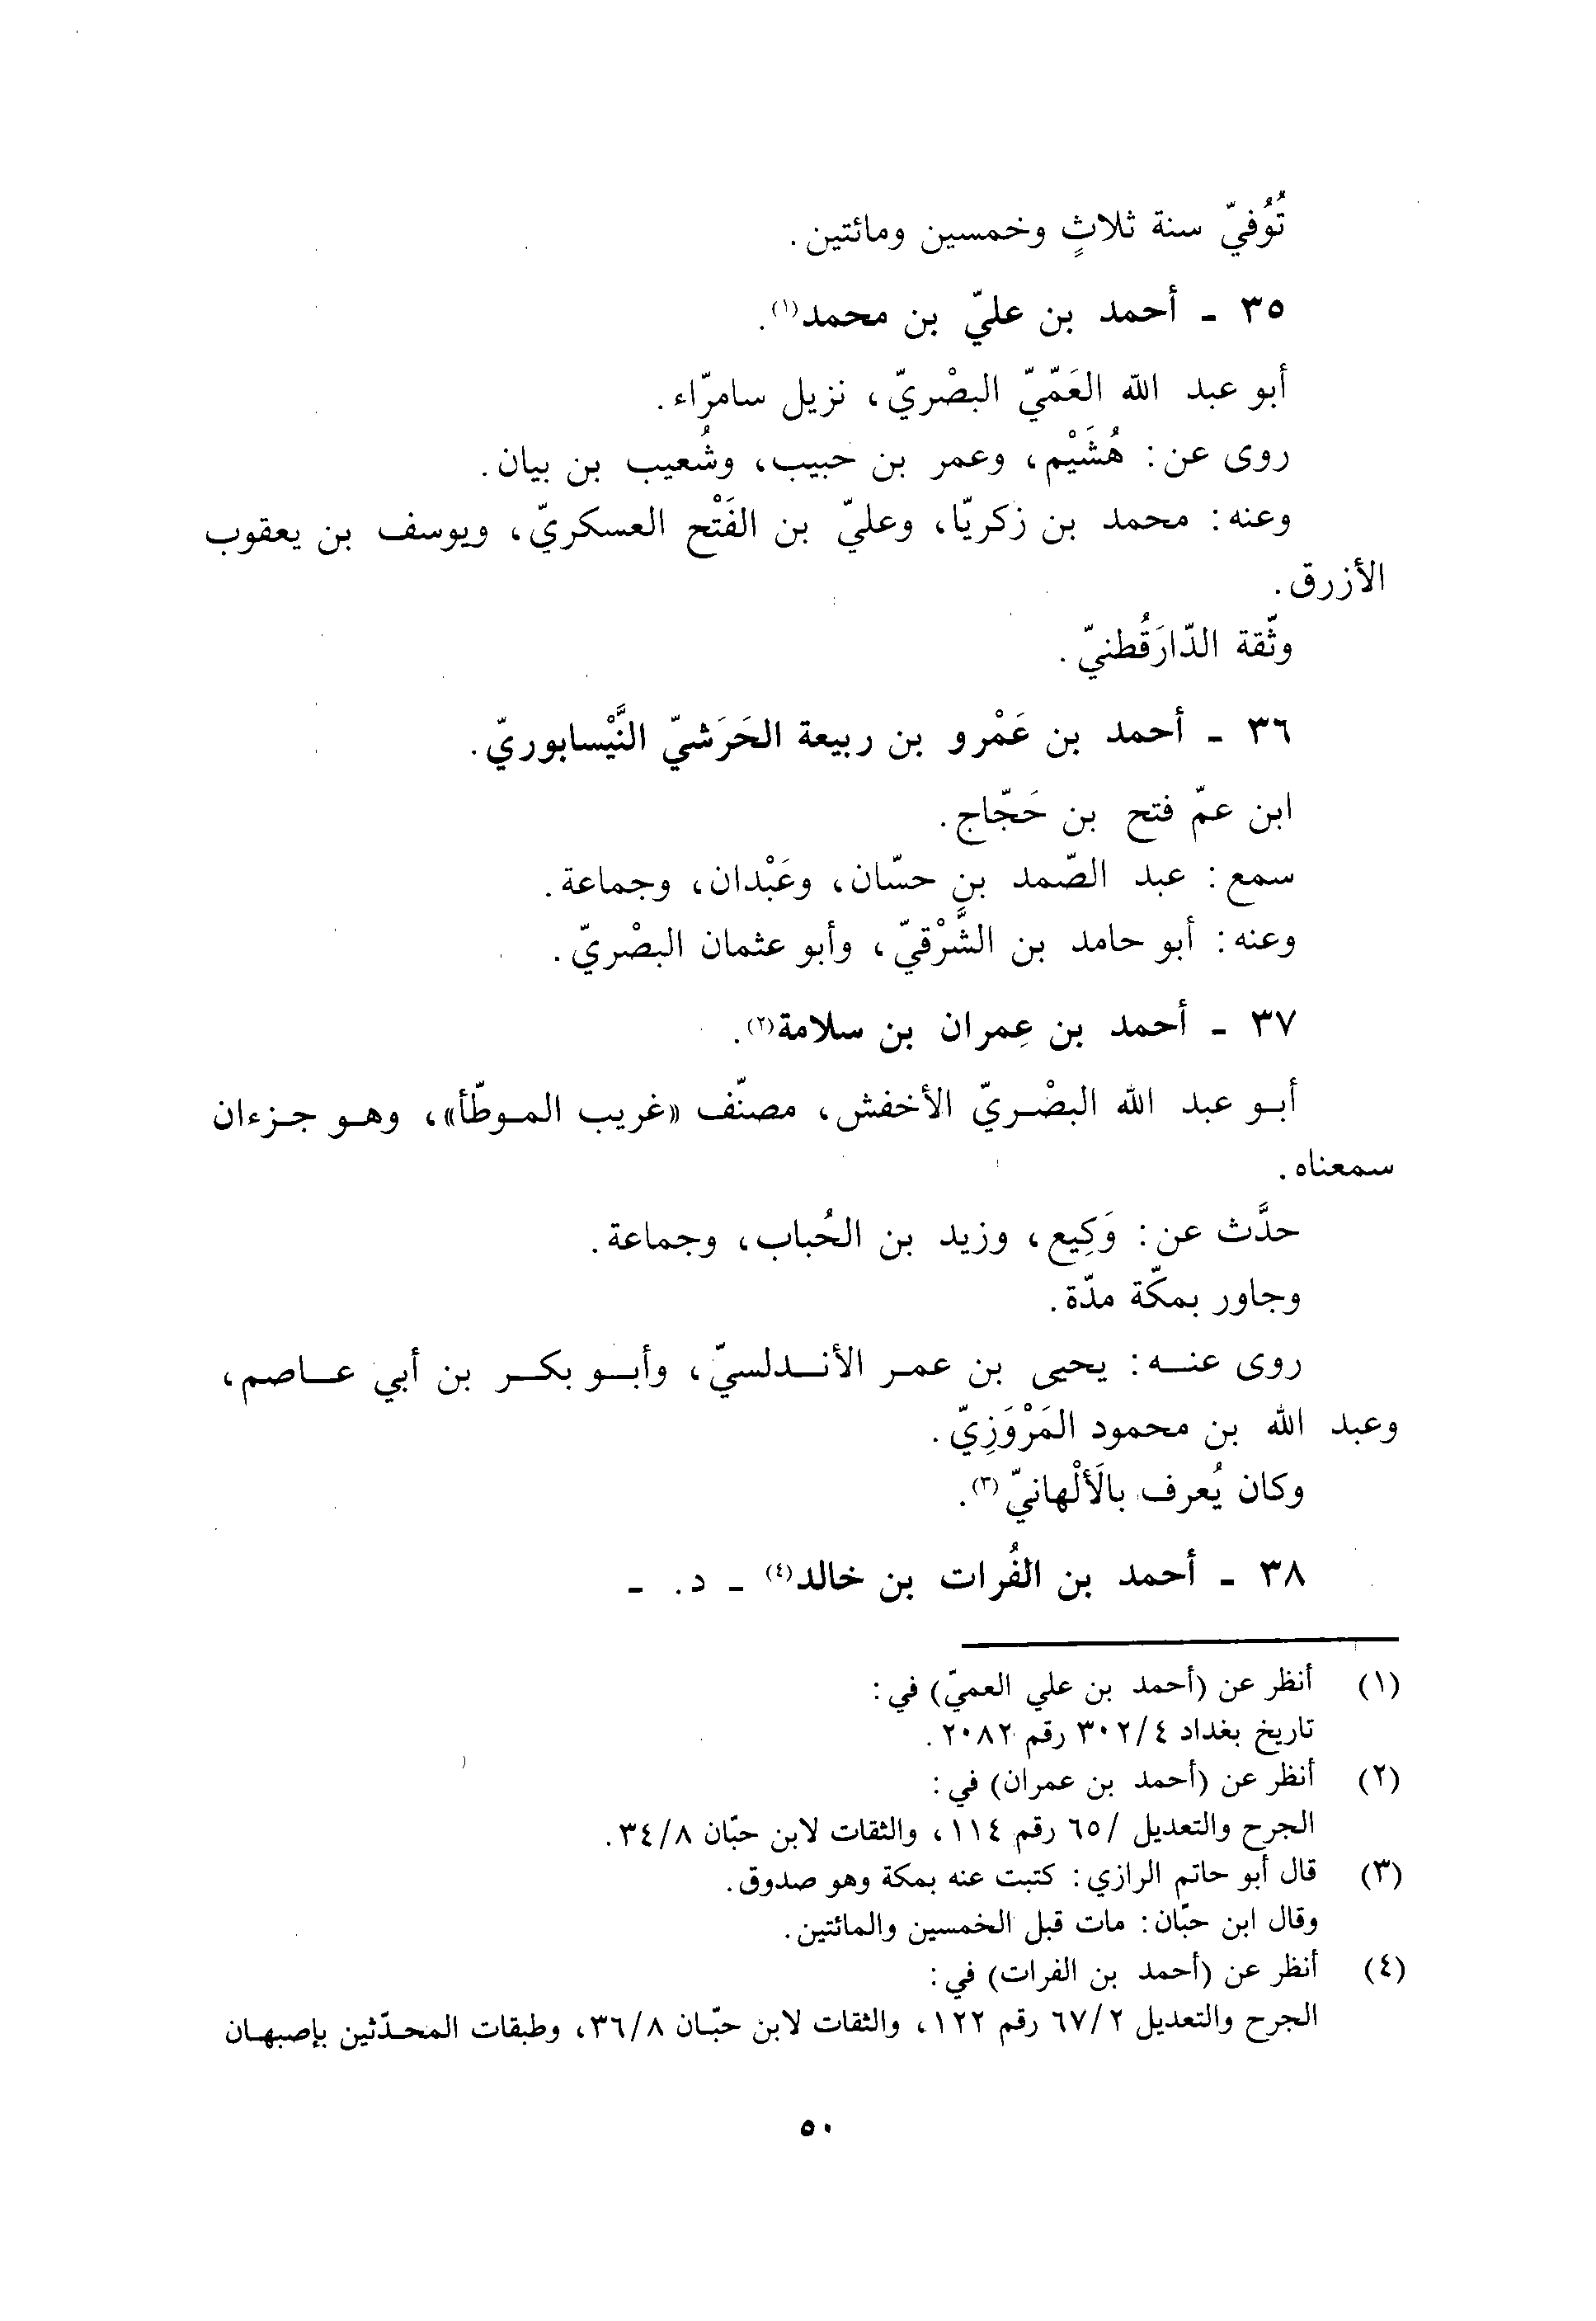 تُوُفيّ سنة ثلاثٍ وخمسين ومائتين.
٣٥ - أحمد بن عليّ بن محمد(١).
أبو عبد الله العَمّيّ البصْريّ، نزيل سامرّاء.
روى عن: هُشَيْم، وعمر بن حبيب، وشُعيب بن بيان.
وعنه: محمد بن زكريّا، وعليّ بن الفَتْح العسكريّ، ويوسف بن يعقوب
الأزرق.
وثّقة الدّارَقُطنيّ.
٣٦ - أحمد بن عَمْرو بن ربيعة الحَرَشيّ النَّيْسابوريّ.
ابن عمّ فتح بن حَجّاج.
سمع: عبد الصّمد بن حسّان، وعَبْدان، وجماعة.
وعنه: أبو حامد بن الشَّرْقيّ، وأبو عثمان البصْريّ.
٣٧ - أحمد بن عِمران بن سلامة(٢).
أبو عبد الله البصْريّ الأخفش، مصنّف «غريب الموطّأ»، وهو جزءان
سمعناه.
حدَّث عن: وَكِيع، وزيد بن الحُباب، وجماعة.
وجاور بمكّة مدّة.
روى عنه: يحيى بن عمر الأندلسيّ، وأبو بكر بن أبي عاصم،
وعبد الله بن محمود المَرْوَزِيّ.
وكان يُعرف بالَألْهانيّ(٣).
٣٨ - أحمد بن الفُرات بن خالد(٤) - د. -
(١) أنظر عن (أحمد بن علي العميّ) في:
تاريخ بغداد ٣٠٢/٤ رقم ٢٠٨٢.
(٢) أنظر عن (أحمد بن عمران) في:
الجرح والتعديل /٦٥ رقم ١١٤، والثقات لابن حبّان ٣٤/٨.
(٣) قال أبو حاتم الرازي: كتبت عنه بمكة وهو صدوق.
وقال ابن حبّان: مات قبل الخمسين والمائتين.
(٤) أنظر عن (أحمد بن الفرات) في:
الجرح والتعديل ٦٧/٢ رقم ١٢٢، والثقات لابن حبّان ٣٦/٨، وطبقات المحدّثين بإصبهان
٥٠